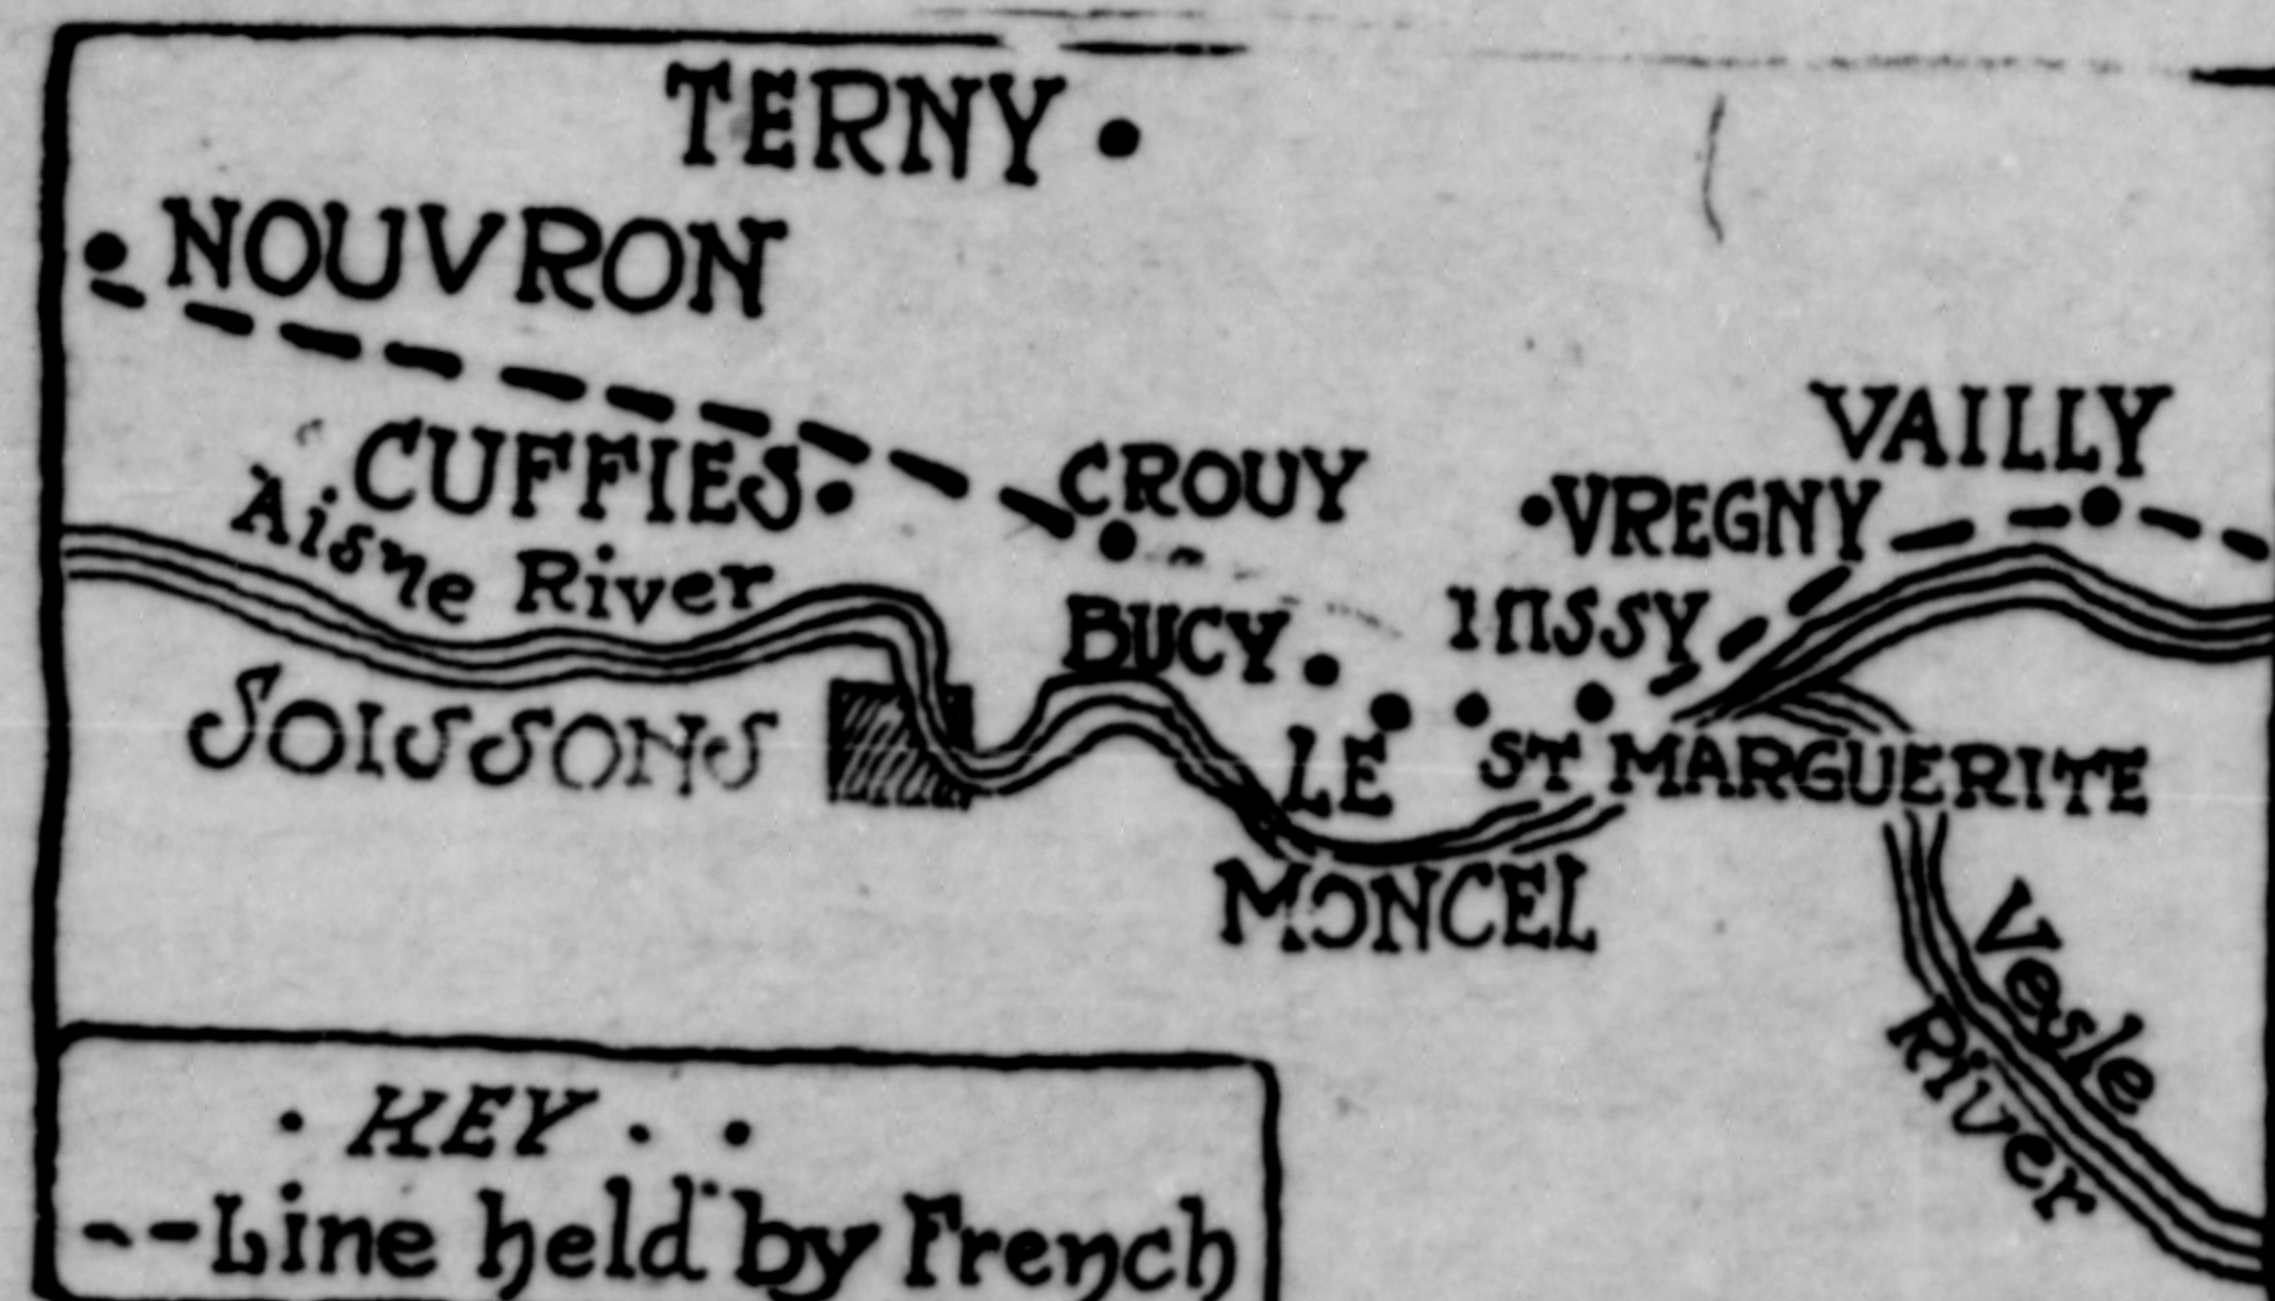 TERNY
NOUVRON
CUFFIES
CROUY
VAILLY
VREGNY
Aisne River
BUCY
SOISSONS
LE
MONCEL
ST MARGUERITE
Vesle
River
KEY
Line held by French